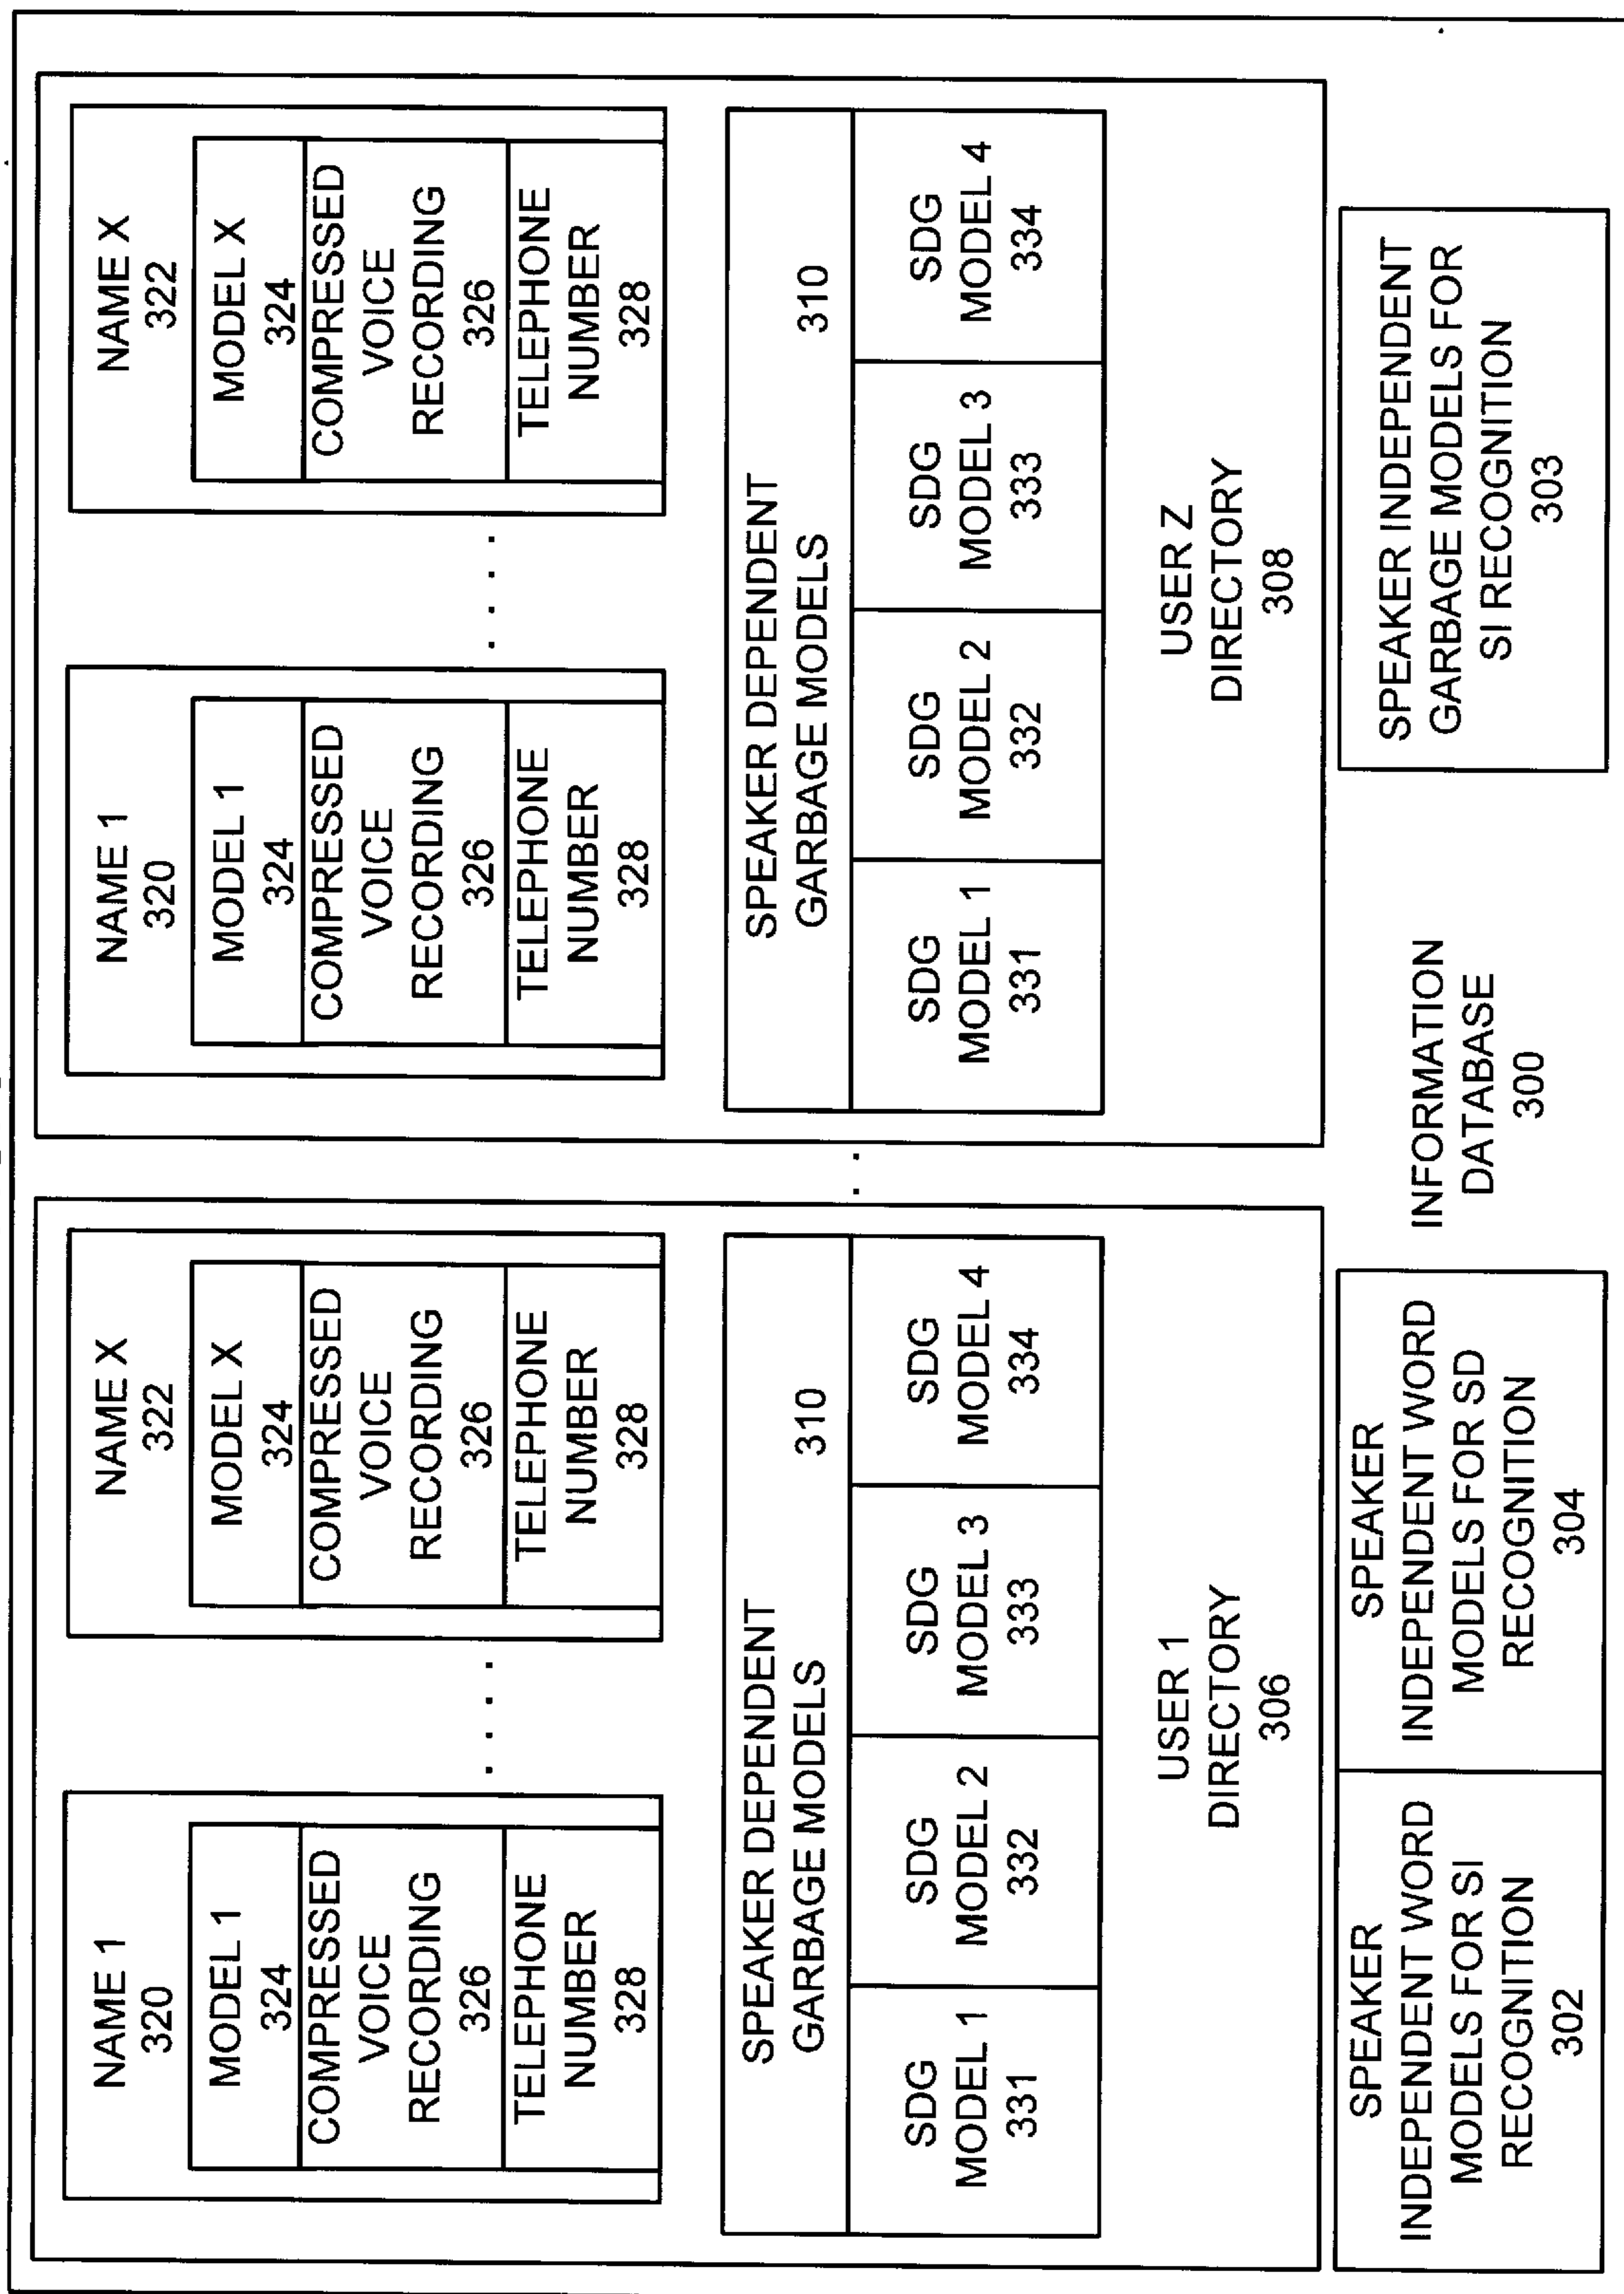 NAME 1
320
MODEL 1
324
COMPRESSED
VOICE
RECORDING
326
TELEPHONE
NUMBER
328
NAME X
322
MODEL X
324
COMPRESSED
VOICE
RECORDING
326
TELEPHONE
NUMBER
328
SPEAKER DEPENDENT
GARBAGE MODELS 310
SDG
MODEL 1
331
SDG
MODEL 2
332
SDG
MODEL 3
333
SDG
MODEL 4
334
USER 1
DIRECTORY
306
NAME 1
320
MODEL 1
324
COMPRESSED
VOICE
RECORDING
326
TELEPHONE
NUMBER
328
NAME X
322
MODEL X
324
COMPRESSED
VOICE
RECORDING
326
TELEPHONE
NUMBER
328
SPEAKER DEPENDENT
GARBAGE MODELS 310
SDG
MODEL 1
331
SDG
MODEL 2
332
SDG
MODEL 3
333
SDG
MODEL 4
334
USER Z
DIRECTORY
308
SPEAKER
INDEPENDENT WORD
MODELS FOR SI
RECOGNITION
302
SPEAKER
INDEPENDENT WORD
MODELS FOR SD
RECOGNITION
304
INFORMATION
DATABASE
300
SPEAKER INDEPENDENT
GARBAGE MODELS FOR
SI RECOGNITION
303